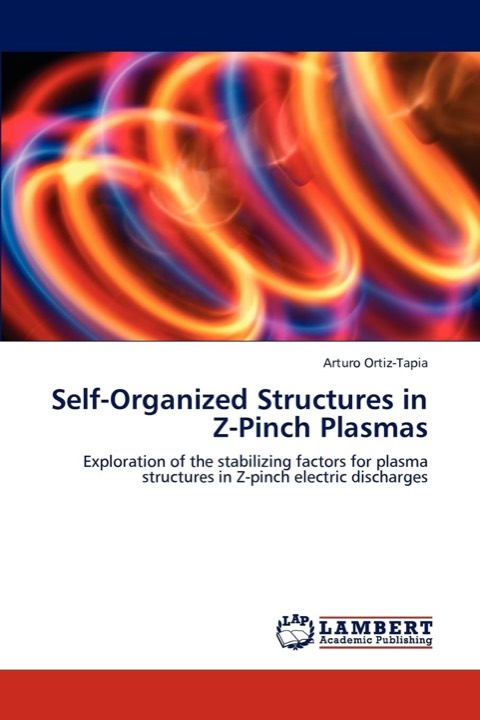 Arturo Ortiz-Tapia
Self-Organized Structures in
Z-Pinch Plasmas
Exploration of the stabilizing factors for plasma
structures in Z-pinch electric discharges
LAP
LAMBERT
Academic Publishing